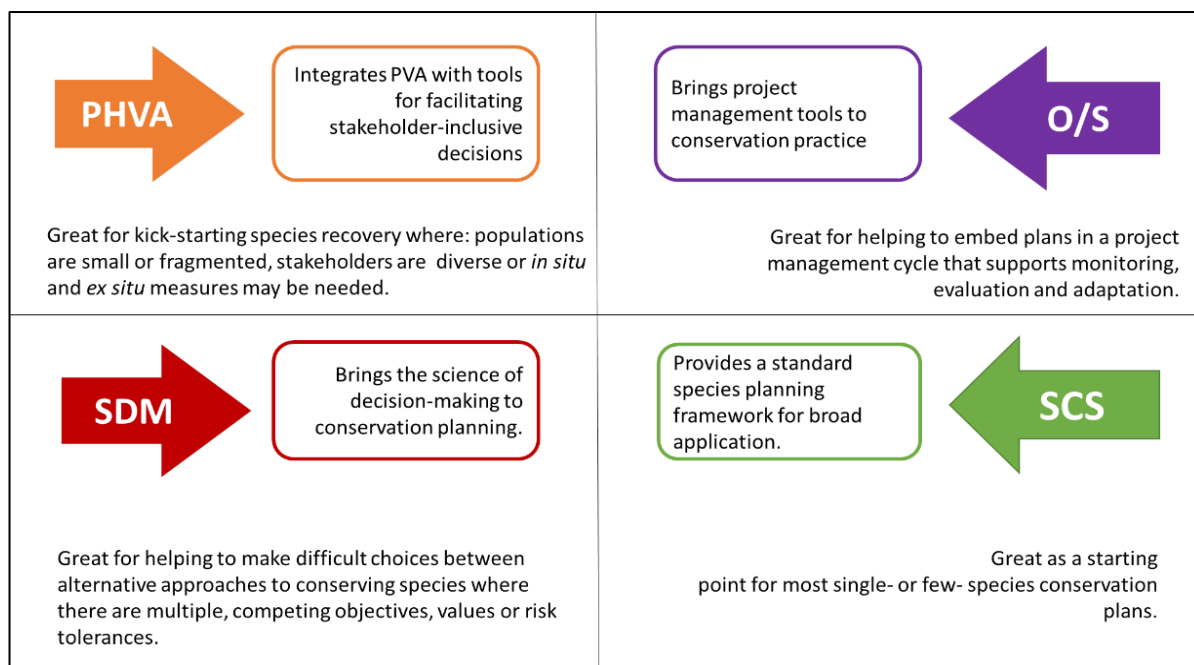 PHVA
Integrates PVA with tools
for facilitating
stakeholder-inclusive
decisions
Great for kick-starting species recovery where: populations
are small or fragmented, stakeholders are  diverse or in situ
and ex situ measures may be needed.
Brings project
management tools to
conservation practice
O/S
Great for helping to embed plans in a project
management cycle that supports monitoring,
evaluation and adaptation.
SDM
Brings the science of
decision-making to
conservation planning.
Great for helping to make difficult choices between
alternative approaches to conserving species where
there are multiple, competing objectives, values or risk
tolerances.
Provides a standard
species planning
framework for broad
application.
SCS
Great as a starting
point for most single- or few- species conservation
plans.